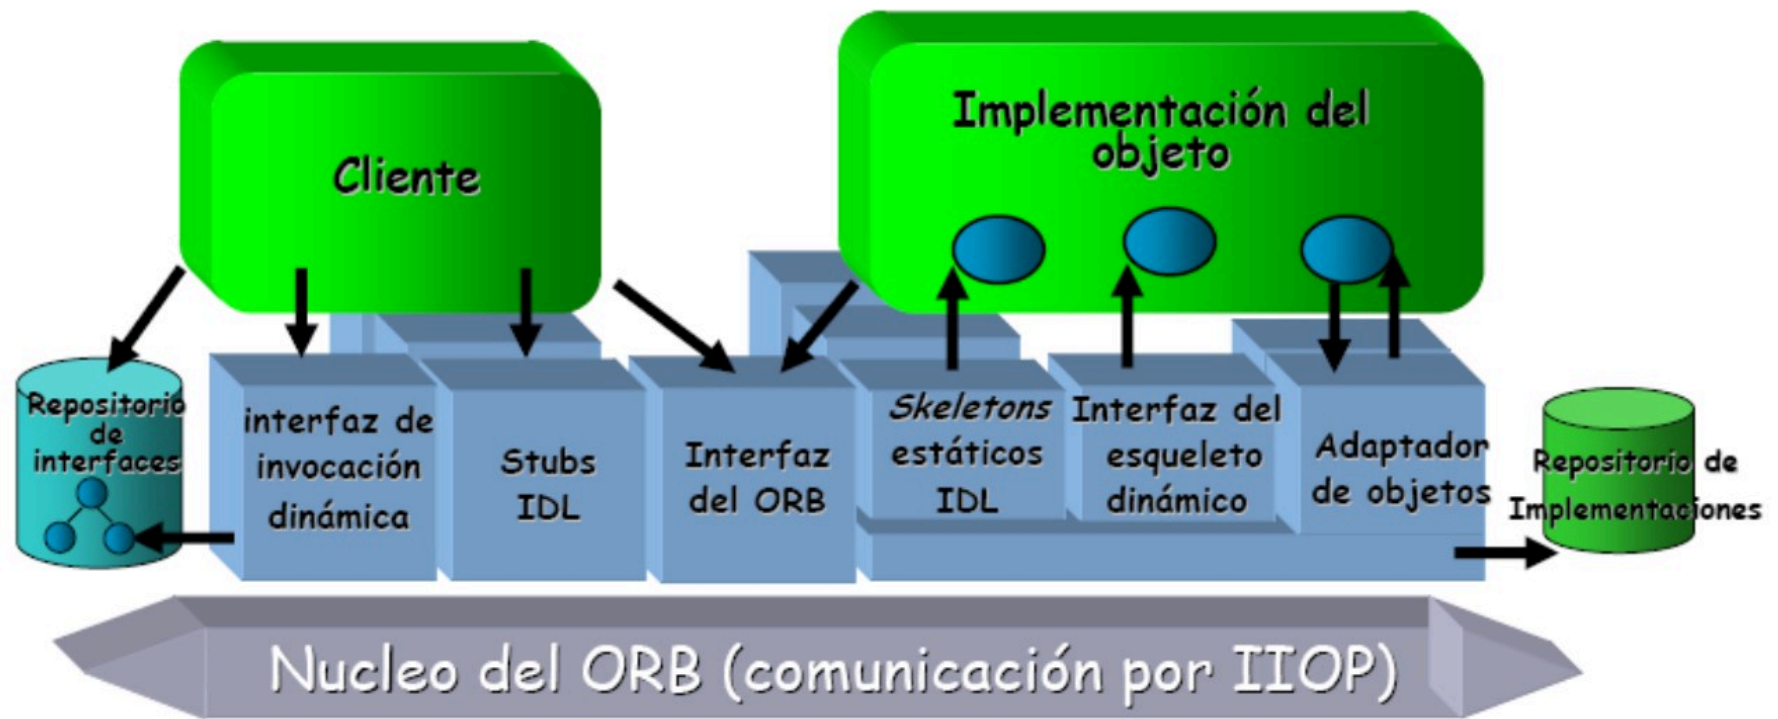 Cliente
Implementación del
objeto
Repositorio
de
interfaces
interfaz de
invocación
dinámica
Stubs
IDL
Interfaz
del ORB
Skeletons
estáticos
IDL
Interfaz del
esqueleto
dinámico
Adaptador
de objetos
Repositorio de
Implementaciones
Nucleo del ORB (comunicación por IIOP)